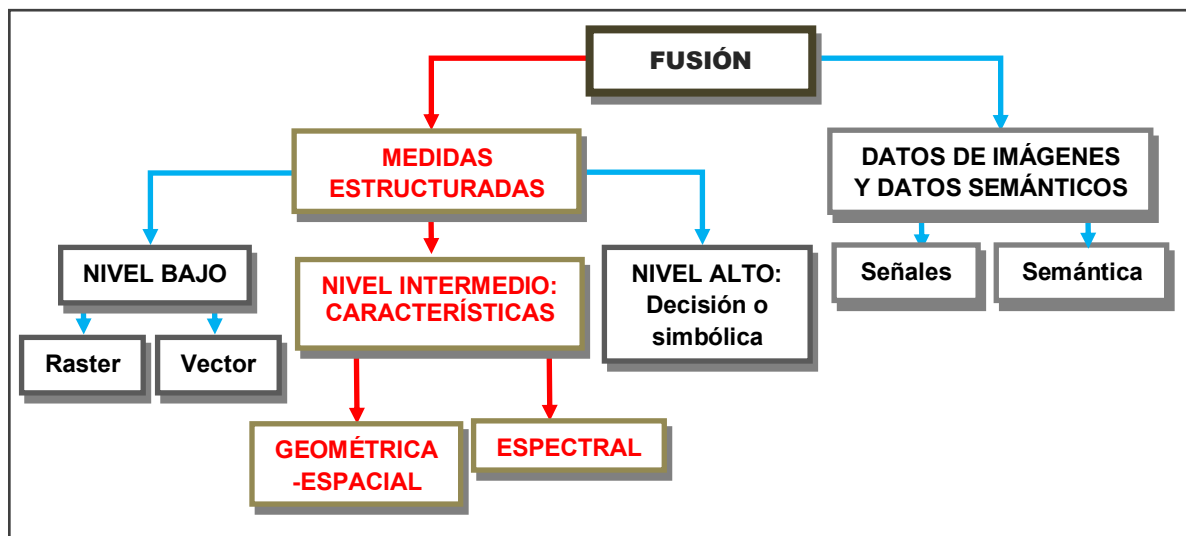 FUSIÓN
MEDIDAS
ESTRUCTURADAS
DATOS DE IMÁGENES
Y DATOS SEMÁNTICOS
NIVEL BAJO
NIVEL INTERMEDIO:
CARACTERÍSTICAS
NIVEL ALTO:
Decisión o
simbólica
Señales
Semántica
Raster
Vector
GEOMÉTRICA
-ESPACIAL
ESPECTRAL